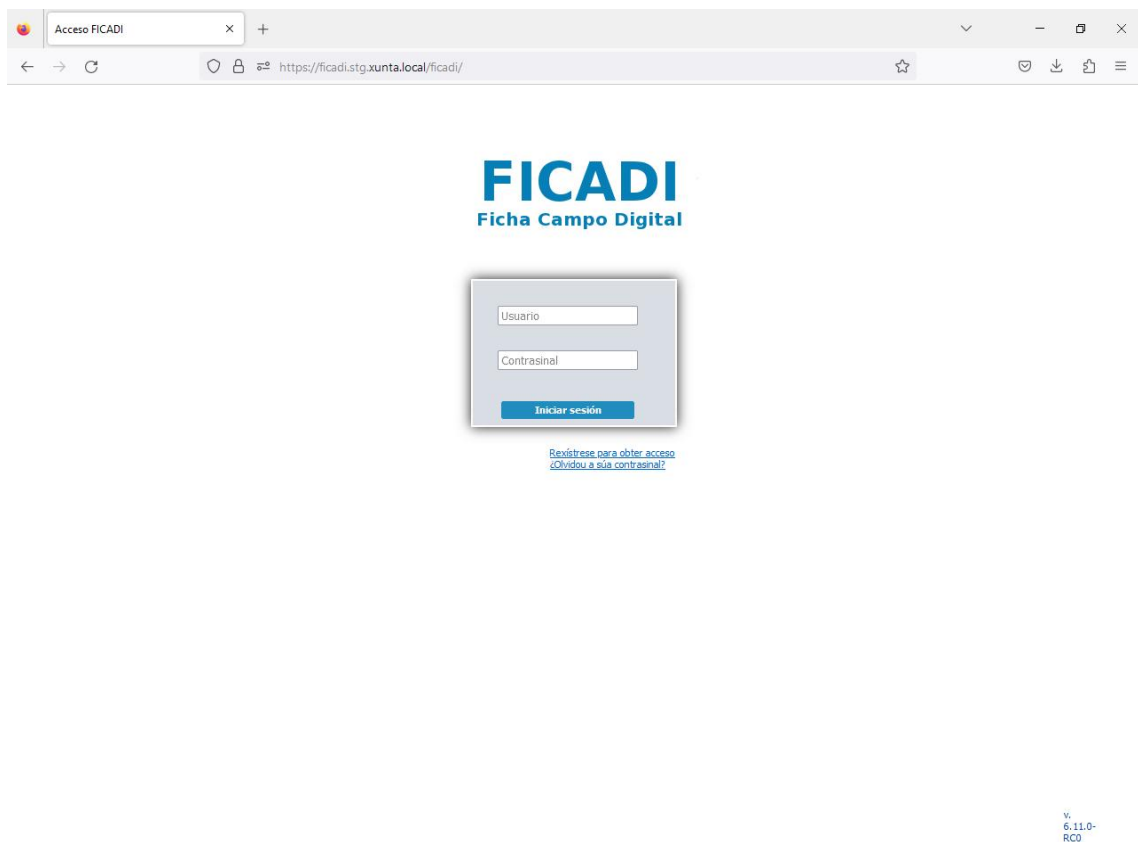 Acceso FICADI
https://ficadi.stg.xunta.local/ficadi/
FICADI
Ficha Campo Digital
Usuario
Contrasinal
Iniciar sesión
Rexístrese para obter acceso
¿Olvidou a súa contrasinal?
v.
6.11.0-
RC0